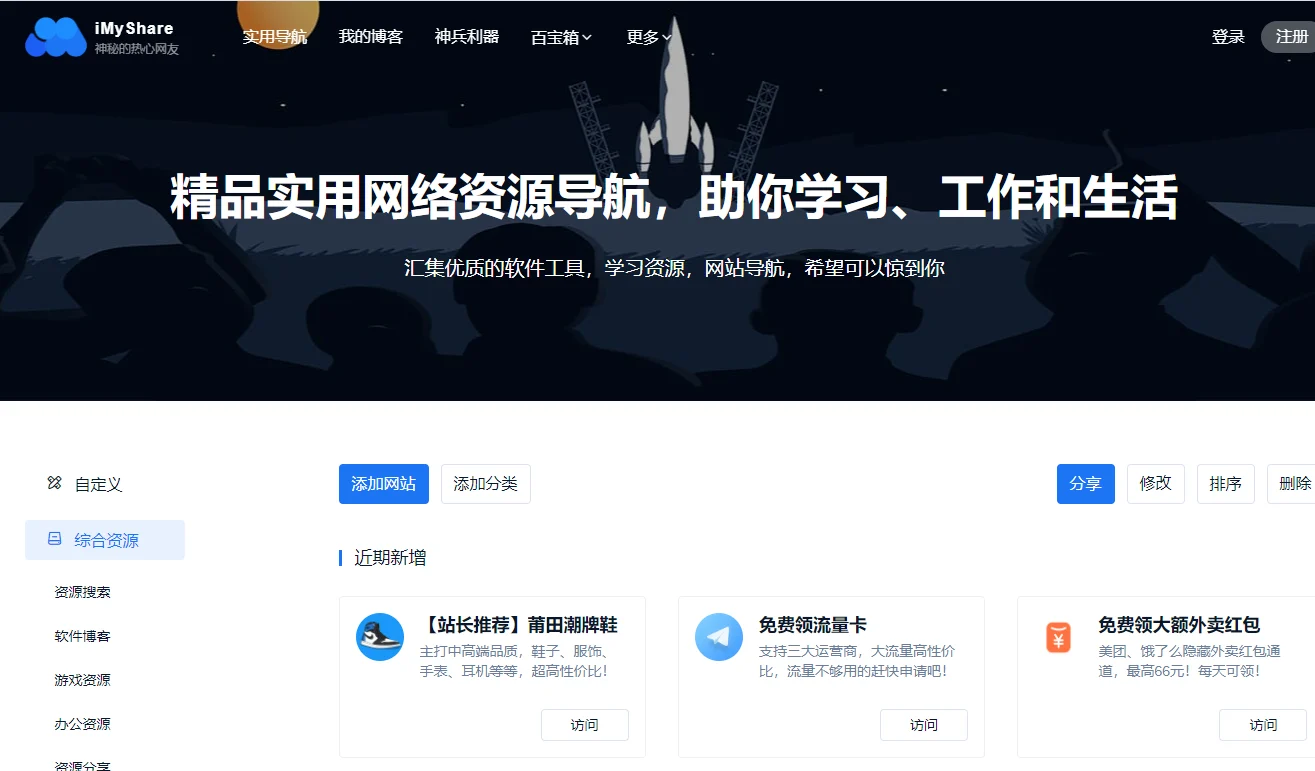 iMyShare
神秘的热心网友
实用导航
我的博客
神兵利器
百宝箱
更多
登录
注册
精品实用网络资源导航，助你学习、工作和生活
汇集优质的软件工具，学习资源，网站导航，希望可以惊到你
自定义
综合资源
资源搜索
软件博客
游戏资源
办公资源
资源分享
添加网站
添加分类
分享
修改
排序
删除
近期新增
【站长推荐】莆田潮牌鞋
主打中高端品质，鞋子、服饰、
手表、耳机等等，超高性价比！
访问
免费领流量卡
支持三大运营商，大流量高性价
比，流量不够用的赶快申请吧！
访问
免费领大额外卖红包
美团、饿了么隐藏外卖红包通
道，最高66元！每天可领！
访问